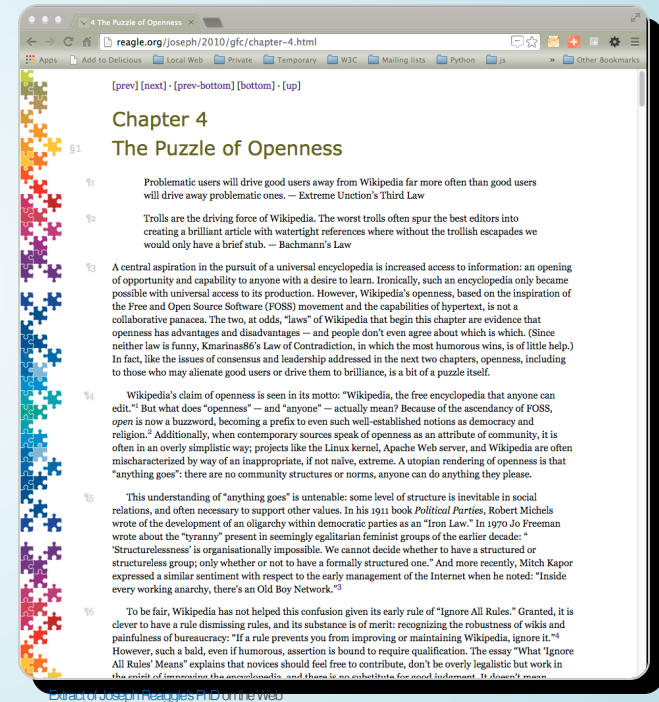 4 The Puzzle of Openness
reagle.org/joseph/2010/gfc/chapter-4.html
Apps Add to Delicious Local Web Private Temporary W3C Mailing lists Python js » Other Bookmarks
[prev] [next] · [prev-bottom] [bottom] · [up]
Chapter 4
§1 The Puzzle of Openness
¶1 Problematic users will drive good users away from Wikipedia far more often than good users
will drive away problematic ones. — Extreme Unction's Third Law
¶2 Trolls are the driving force of Wikipedia. The worst trolls often spur the best editors into
creating a brilliant article with watertight references where without the trollish escapades we
would only have a brief stub. — Bachmann's Law
¶3 A central aspiration in the pursuit of a universal encyclopedia is increased access to information: an opening
of opportunity and capability to anyone with a desire to learn. Ironically, such an encyclopedia only became
possible with universal access to its production. However, Wikipedia's openness, based on the inspiration of
the Free and Open Source Software (FOSS) movement and the capabilities of hypertext, is not a
collaborative panacea. The two, at odds, "laws" of Wikipedia that begin this chapter are evidence that
openness has advantages and disadvantages — and people don't even agree about which is which. (Since
neither law is funny, Kmarinas86's Law of Contradiction, in which the most humorous wins, is of little help.)
In fact, like the issues of consensus and leadership addressed in the next two chapters, openness, including
to those who may alienate good users or drive them to brilliance, is a bit of a puzzle itself.
¶4 Wikipedia's claim of openness is seen in its motto: "Wikipedia, the free encyclopedia that anyone can
edit."1 But what does "openness" — and "anyone" — actually mean? Because of the ascendancy of FOSS,
open is now a buzzword, becoming a prefix to even such well-established notions as democracy and
religion.2 Additionally, when contemporary sources speak of openness as an attribute of community, it is
often in an overly simplistic way; projects like the Linux kernel, Apache Web server, and Wikipedia are often
mischaracterized by way of an inappropriate, if not naïve, extreme. A utopian rendering of openness is that
"anything goes": there are no community structures or norms, anyone can do anything they please.
¶5 This understanding of "anything goes" is untenable: some level of structure is inevitable in social
relations, and often necessary to support other values. In his 1911 book Political Parties, Robert Michels
wrote of the development of an oligarchy within democratic parties as an "Iron Law." In 1970 Jo Freeman
wrote about the "tyranny" present in seemingly egalitarian feminist groups of the earlier decade: "
'Structurelessness' is organisationally impossible. We cannot decide whether to have a structured or
structureless group; only whether or not to have a formally structured one." And more recently, Mitch Kapor
expressed a similar sentiment with respect to the early management of the Internet when he noted: "Inside
every working anarchy, there's an Old Boy Network."3
¶6 To be fair, Wikipedia has not helped this confusion given its early rule of "Ignore All Rules." Granted, it is
clever to have a rule dismissing rules, and its substance is of merit: recognizing the robustness of wikis and
painfulness of bureaucracy: "If a rule prevents you from improving or maintaining Wikipedia, ignore it."4
However, such a bald, even if humorous, assertion is bound to require qualification. The essay "What 'Ignore
All Rules' Means" explains that novices should feel free to contribute, don't be overly legalistic but work in
the spirit of improving the encyclopedia, and there is no substitute for good judgment. It doesn't mean
Extract of Joseph Reaggle's PhD on the Web